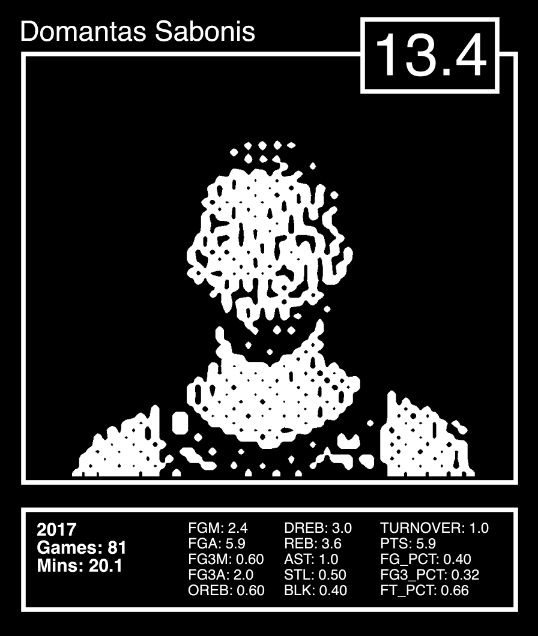 Domantas Sabonis
13.4
2017
Games: 81
Mins: 20.1
FGM: 2.4
FGA: 5.9
FG3M: 0.60
FG3A: 2.0
OREB: 0.60
DREB: 3.0
REB: 3.6
AST: 1.0
STL: 0.50
BLK: 0.40
TURNOVER: 1.0
PTS: 5.9
FG_PCT: 0.40
FG3_PCT: 0.32
FT_PCT: 0.66